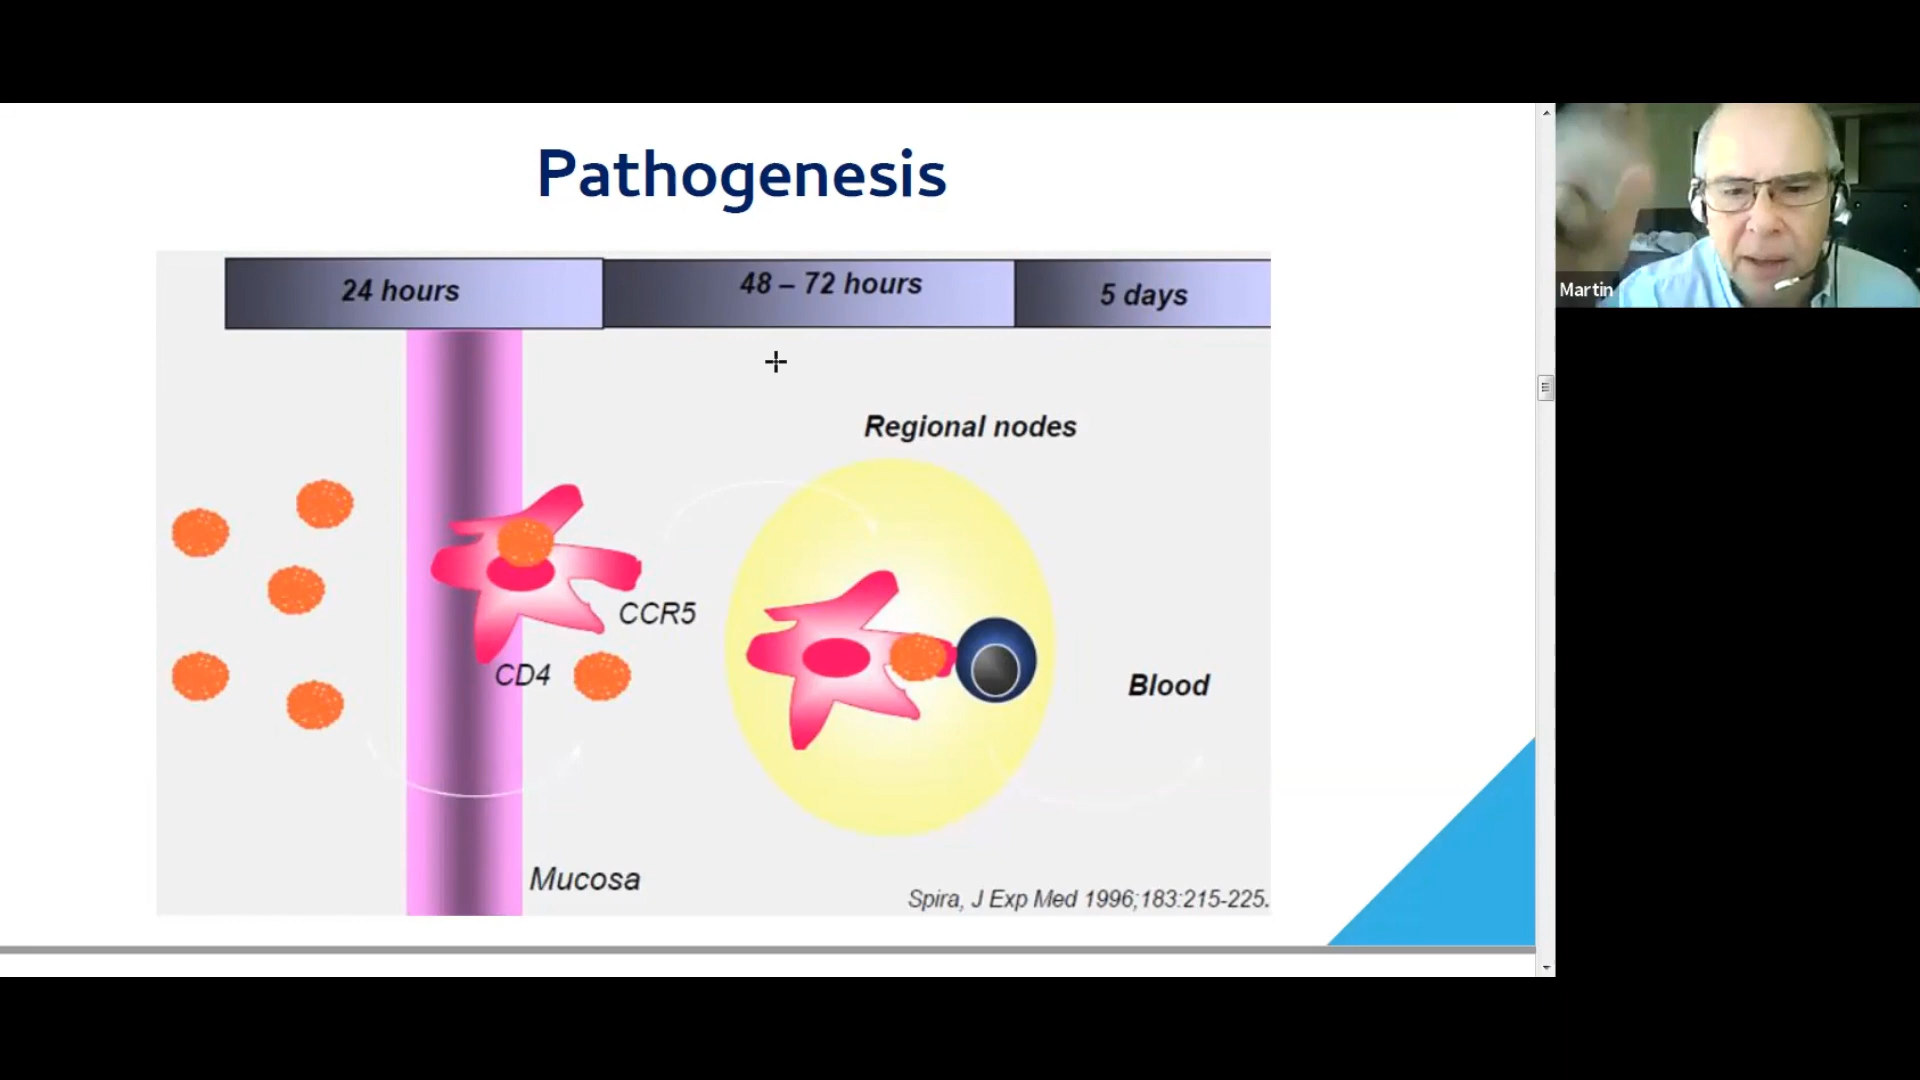 Pathogenesis
24 hours
48 – 72 hours
5 days
Regional nodes
CCR5
CD4
Blood
Mucosa
Spira, J Exp Med 1996;183:215-225.
Martin